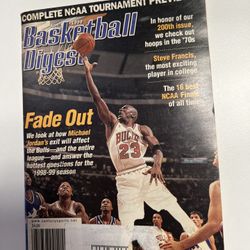 COMPLETE NCAA TOURNAMENT PREVIEW
Basketball
Digest
In honor of our
200th issue,
we check out
hoops in the '70s
Steve Francis,
the most exciting
player in college
The 16 best
NCAA Finals
of all time
Fade Out
We look at how Michael
Jordan's exit will affect
the Bulls—and the entire
league—and answer the
hottest questions for the
1998-99 season
BULLS
23